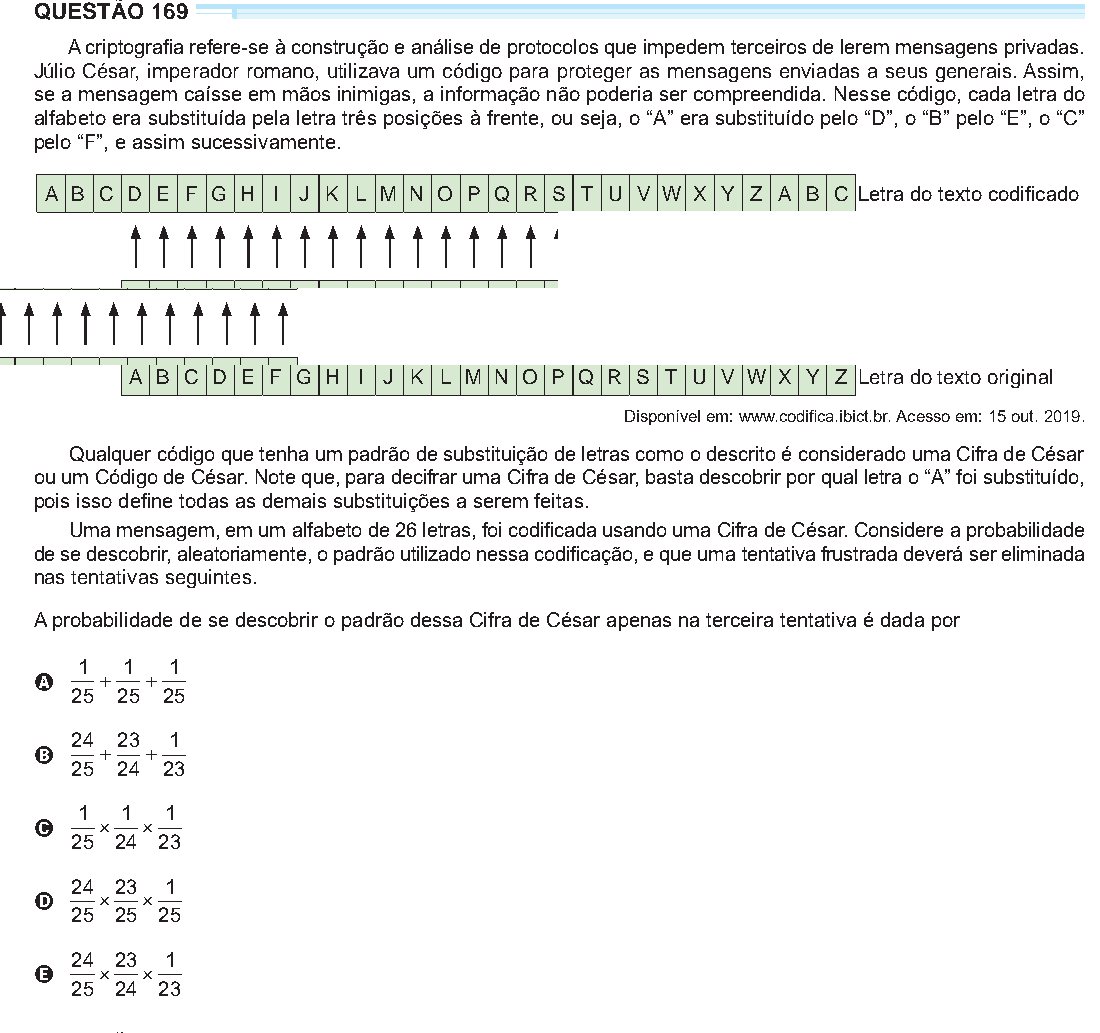 QUESTÃO 169
A criptografia refere-se à construção e análise de protocolos que impedem terceiros de lerem mensagens privadas.
Júlio César, imperador romano, utilizava um código para proteger as mensagens enviadas a seus generais. Assim,
se a mensagem caísse em mãos inimigas, a informação não poderia ser compreendida. Nesse código, cada letra do
alfabeto era substituída pela letra três posições à frente, ou seja, o “A” era substituído pelo “D”, o “B” pelo “E”, o “C”
pelo “F”, e assim sucessivamente.
A B C D E F G H I J K L M N O P Q R S T U V W X Y Z A B C Letra do texto codificado
A B C D E F G H I J K L M N O P Q R S T U V W X Y Z Letra do texto original
Disponível em: www.codifica.ibict.br. Acesso em: 15 out. 2019.
Qualquer código que tenha um padrão de substituição de letras como o descrito é considerado uma Cifra de César
ou um Código de César. Note que, para decifrar uma Cifra de César, basta descobrir por qual letra o “A” foi substituído,
pois isso define todas as demais substituições a serem feitas.
Uma mensagem, em um alfabeto de 26 letras, foi codificada usando uma Cifra de César. Considere a probabilidade
de se descobrir, aleatoriamente, o padrão utilizado nessa codificação, e que uma tentativa frustrada deverá ser eliminada
nas tentativas seguintes.
A probabilidade de se descobrir o padrão dessa Cifra de César apenas na terceira tentativa é dada por
A 1/25 + 1/25 + 1/25
B 24/25 + 23/24 + 1/23
C 1/25 × 1/24 × 1/23
D 24/25 × 23/25 × 1/25
E 24/25 × 23/24 × 1/23